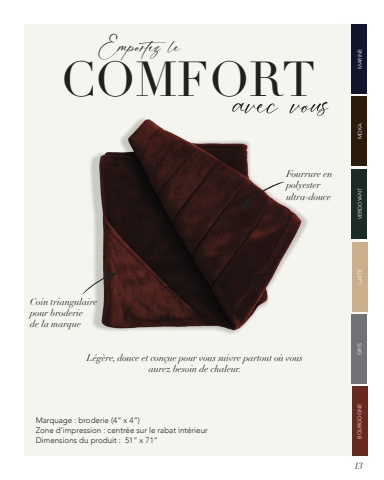 Emportez le
COMFORT
avec vous
Fourrure en
polyester
ultra-douce
Coin triangulaire
pour broderie
de la marque
Légère, douce et conçue pour vous suivre partout où vous
aurez besoin de chaleur.
Marquage : broderie (4” x 4”)
Zone d’impression : centrée sur le rabat intérieur
Dimensions du produit : 51” x 71”
MARINE
MOKA
VERDOYANT
LATTE
GRIS
BOURGOGNE
13